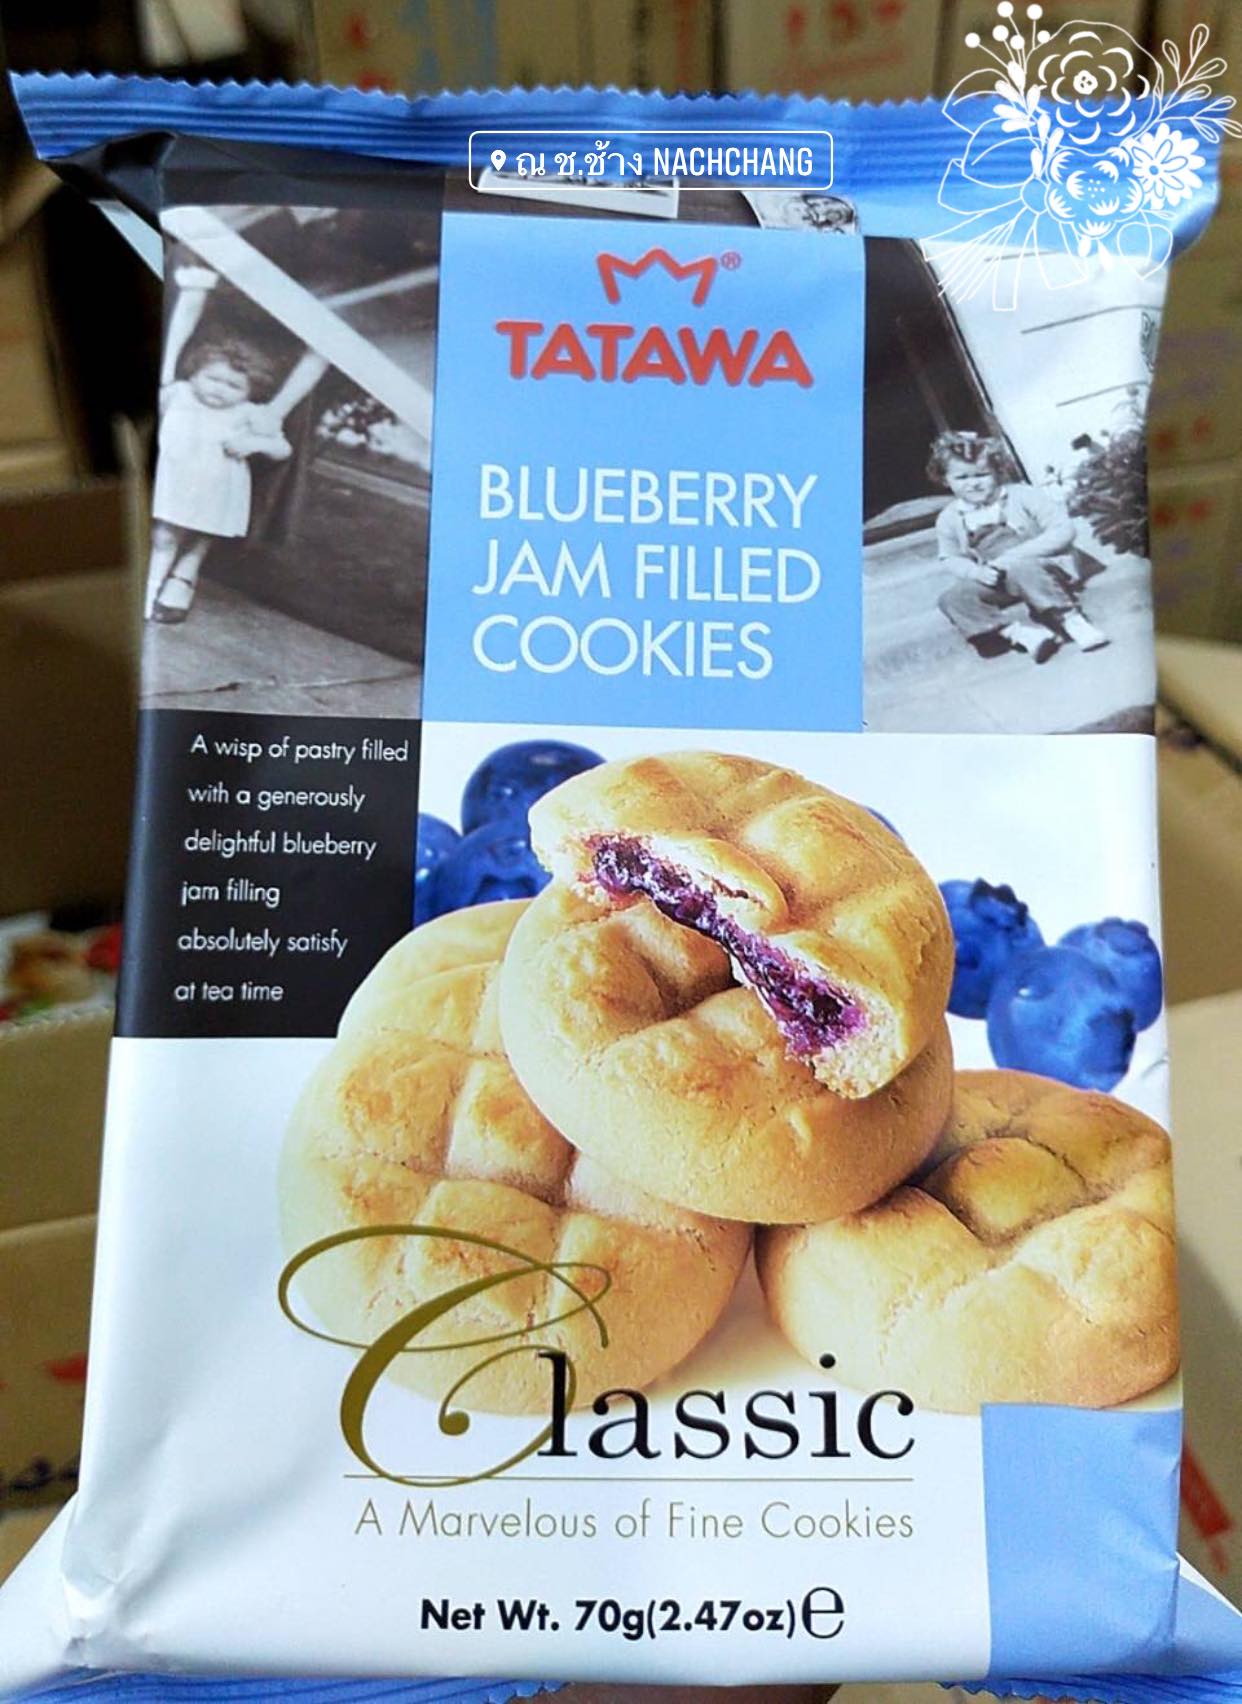 ณ ช.ช้าง NACHCHANG
TATAWA®
BLUEBERRY
JAM FILLED
COOKIES
A wisp of pastry filled
with a generously
delightful blueberry
jam filling
absolutely satisfy
at tea time
Classic
A Marvelous of Fine Cookies
Net Wt. 70g(2.47oz)℮